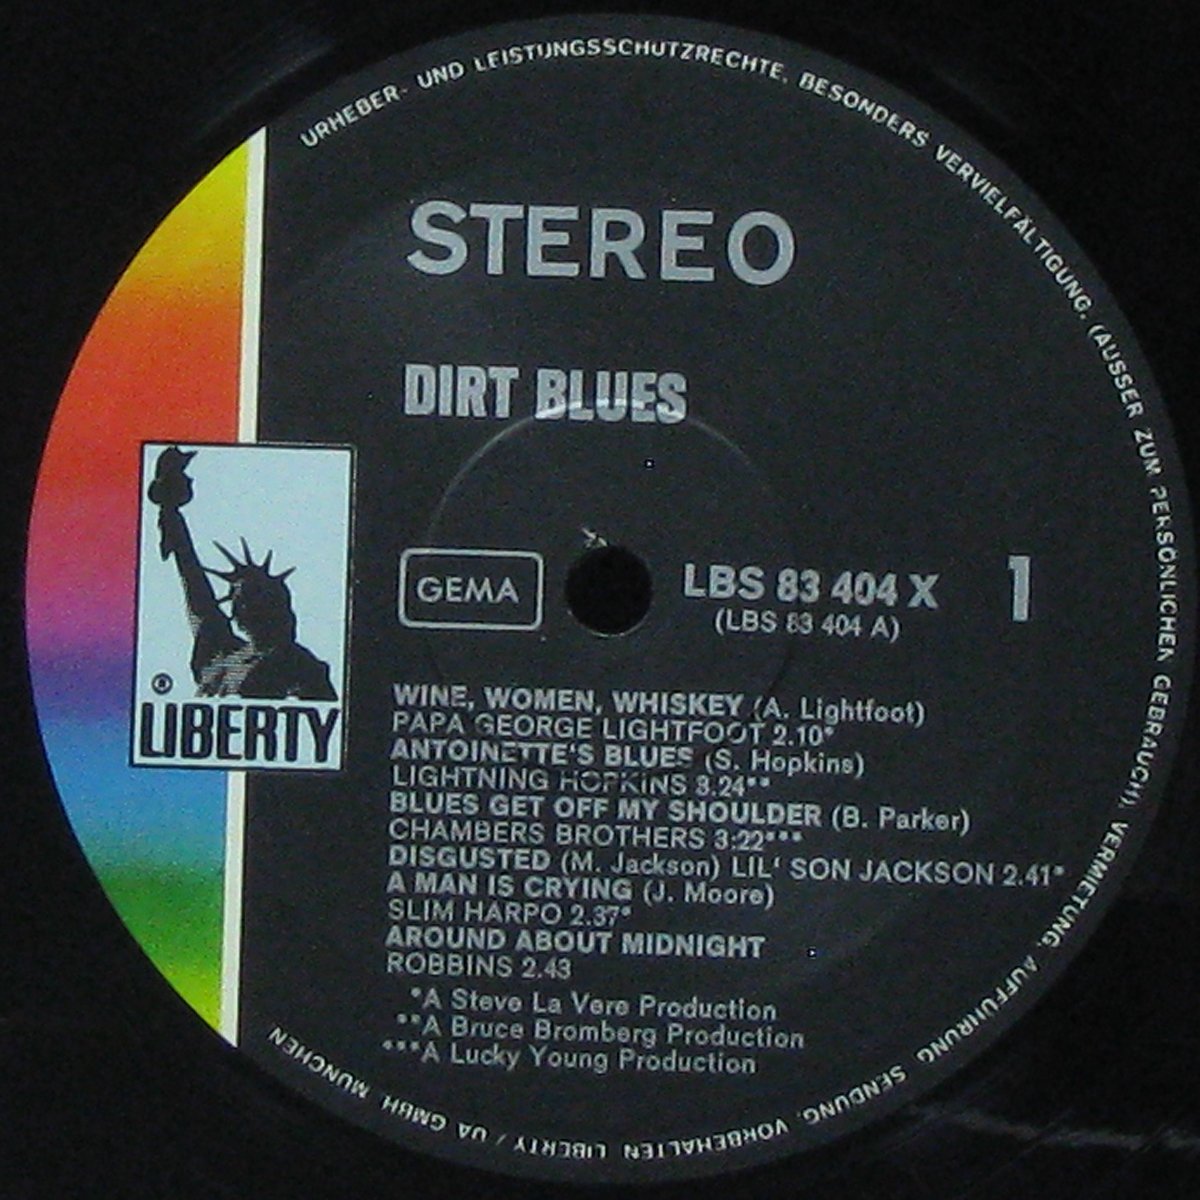 URHEBER- UND LEISTUNGSSCHUTZRECHTE, BESONDERS VERVIELFÄLTIGUNG, (AUSSER ZUM PERSÖNLICHEN GEBRAUCH), VERMIETUNG, AUFFÜHRUNG, SENDUNG, VORBEHALTEN LIBERTY / UA GMBH MÜNCHEN
STEREO
DIRT BLUES
GEMA
LBS 83 404 X
1
(LBS 83 404 A)
® LIBERTY
WINE, WOMEN, WHISKEY (A. Lightfoot)
PAPA GEORGE LIGHTFOOT 2.10*
ANTOINETTE'S BLUES (S. Hopkins)
LIGHTNING HOPKINS 3.24**
BLUES GET OFF MY SHOULDER (B. Parker)
CHAMBERS BROTHERS 3:22***
DISGUSTED (M. Jackson) LIL' SON JACKSON 2.41*
A MAN IS CRYING (J. Moore)
SLIM HARPO 2.37*
AROUND ABOUT MIDNIGHT
ROBBINS 2.43
*A Steve La Vere Production
**A Bruce Bromberg Production
***A Lucky Young Production